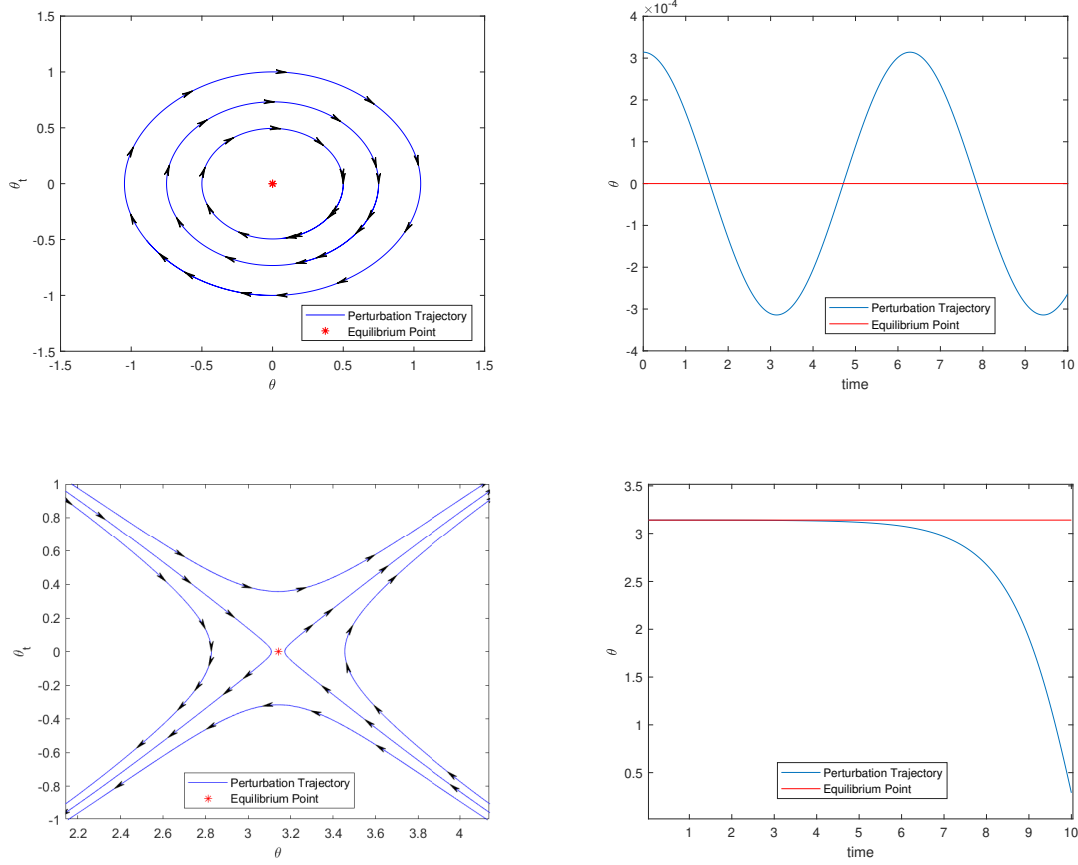 1.5
1
0.5
0
-0.5
-1
-1.5
θt
-1.5 -1 -0.5 0 0.5 1 1.5
θ
Perturbation Trajectory
Equilibrium Point
×10-4
4
3
2
1
0
-1
-2
-3
-4
θ
0 1 2 3 4 5 6 7 8 9 10
time
Perturbation Trajectory
Equilibrium Point
1
0.8
0.6
0.4
0.2
0
-0.2
-0.4
-0.6
-0.8
-1
θt
2.2 2.4 2.6 2.8 3 3.2 3.4 3.6 3.8 4
θ
Perturbation Trajectory
Equilibrium Point
3.5
3
2.5
2
1.5
1
0.5
θ
1 2 3 4 5 6 7 8 9 10
time
Perturbation Trajectory
Equilibrium Point